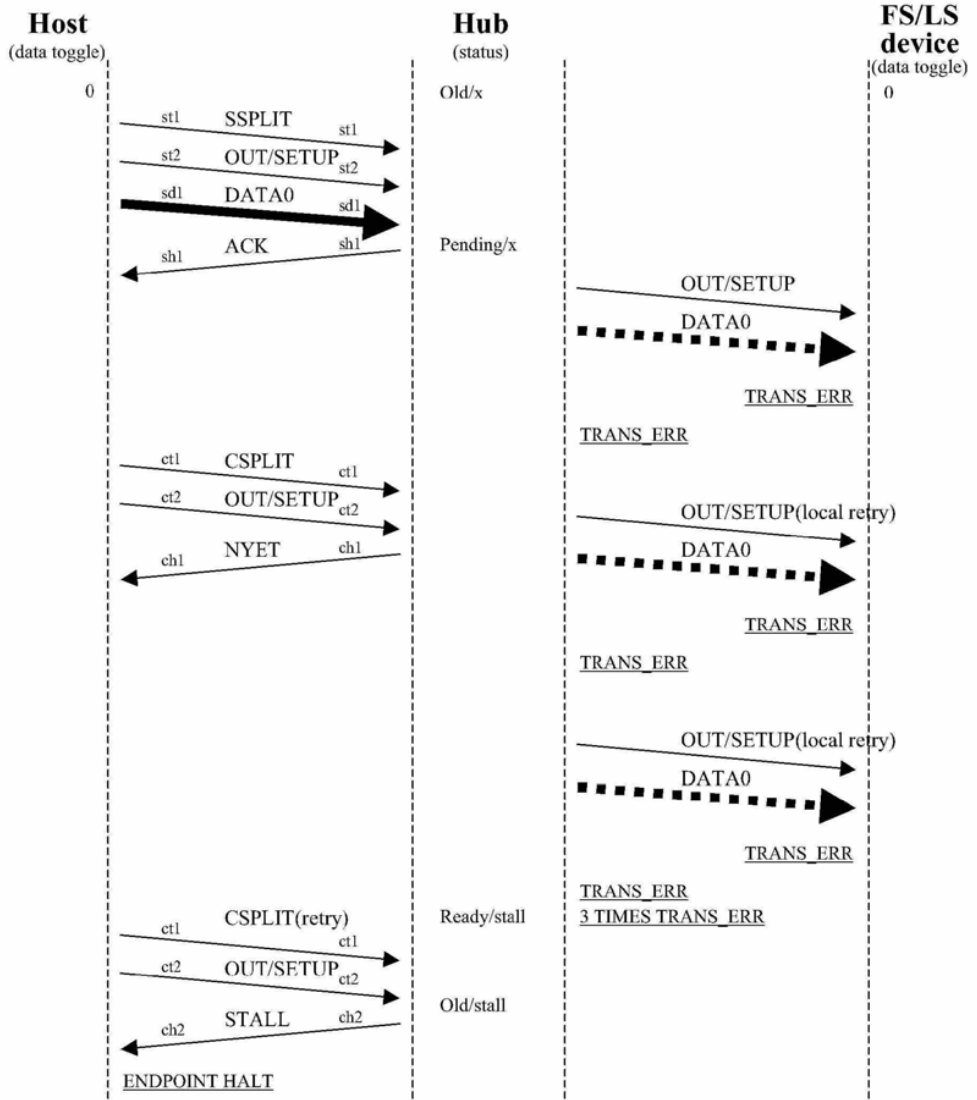 Host
(data toggle)
Hub
(status)
FS/LS
device
(data toggle)
0
Old/x
0
st1 SSPLIT st1
st2 OUT/SETUP st2
sd1 DATA0 sd1
sh1 ACK sh1
Pending/x
OUT/SETUP
DATA0
TRANS_ERR
TRANS_ERR
ct1 CSPLIT ct1
ct2 OUT/SETUP ct2
ch1 NYET ch1
OUT/SETUP(local retry)
DATA0
TRANS_ERR
TRANS_ERR
OUT/SETUP(local retry)
DATA0
TRANS_ERR
TRANS_ERR
3 TIMES TRANS_ERR
Ready/stall
ct1 CSPLIT(retry) ct1
ct2 OUT/SETUP ct2
Old/stall
ch2 STALL ch2
ENDPOINT HALT